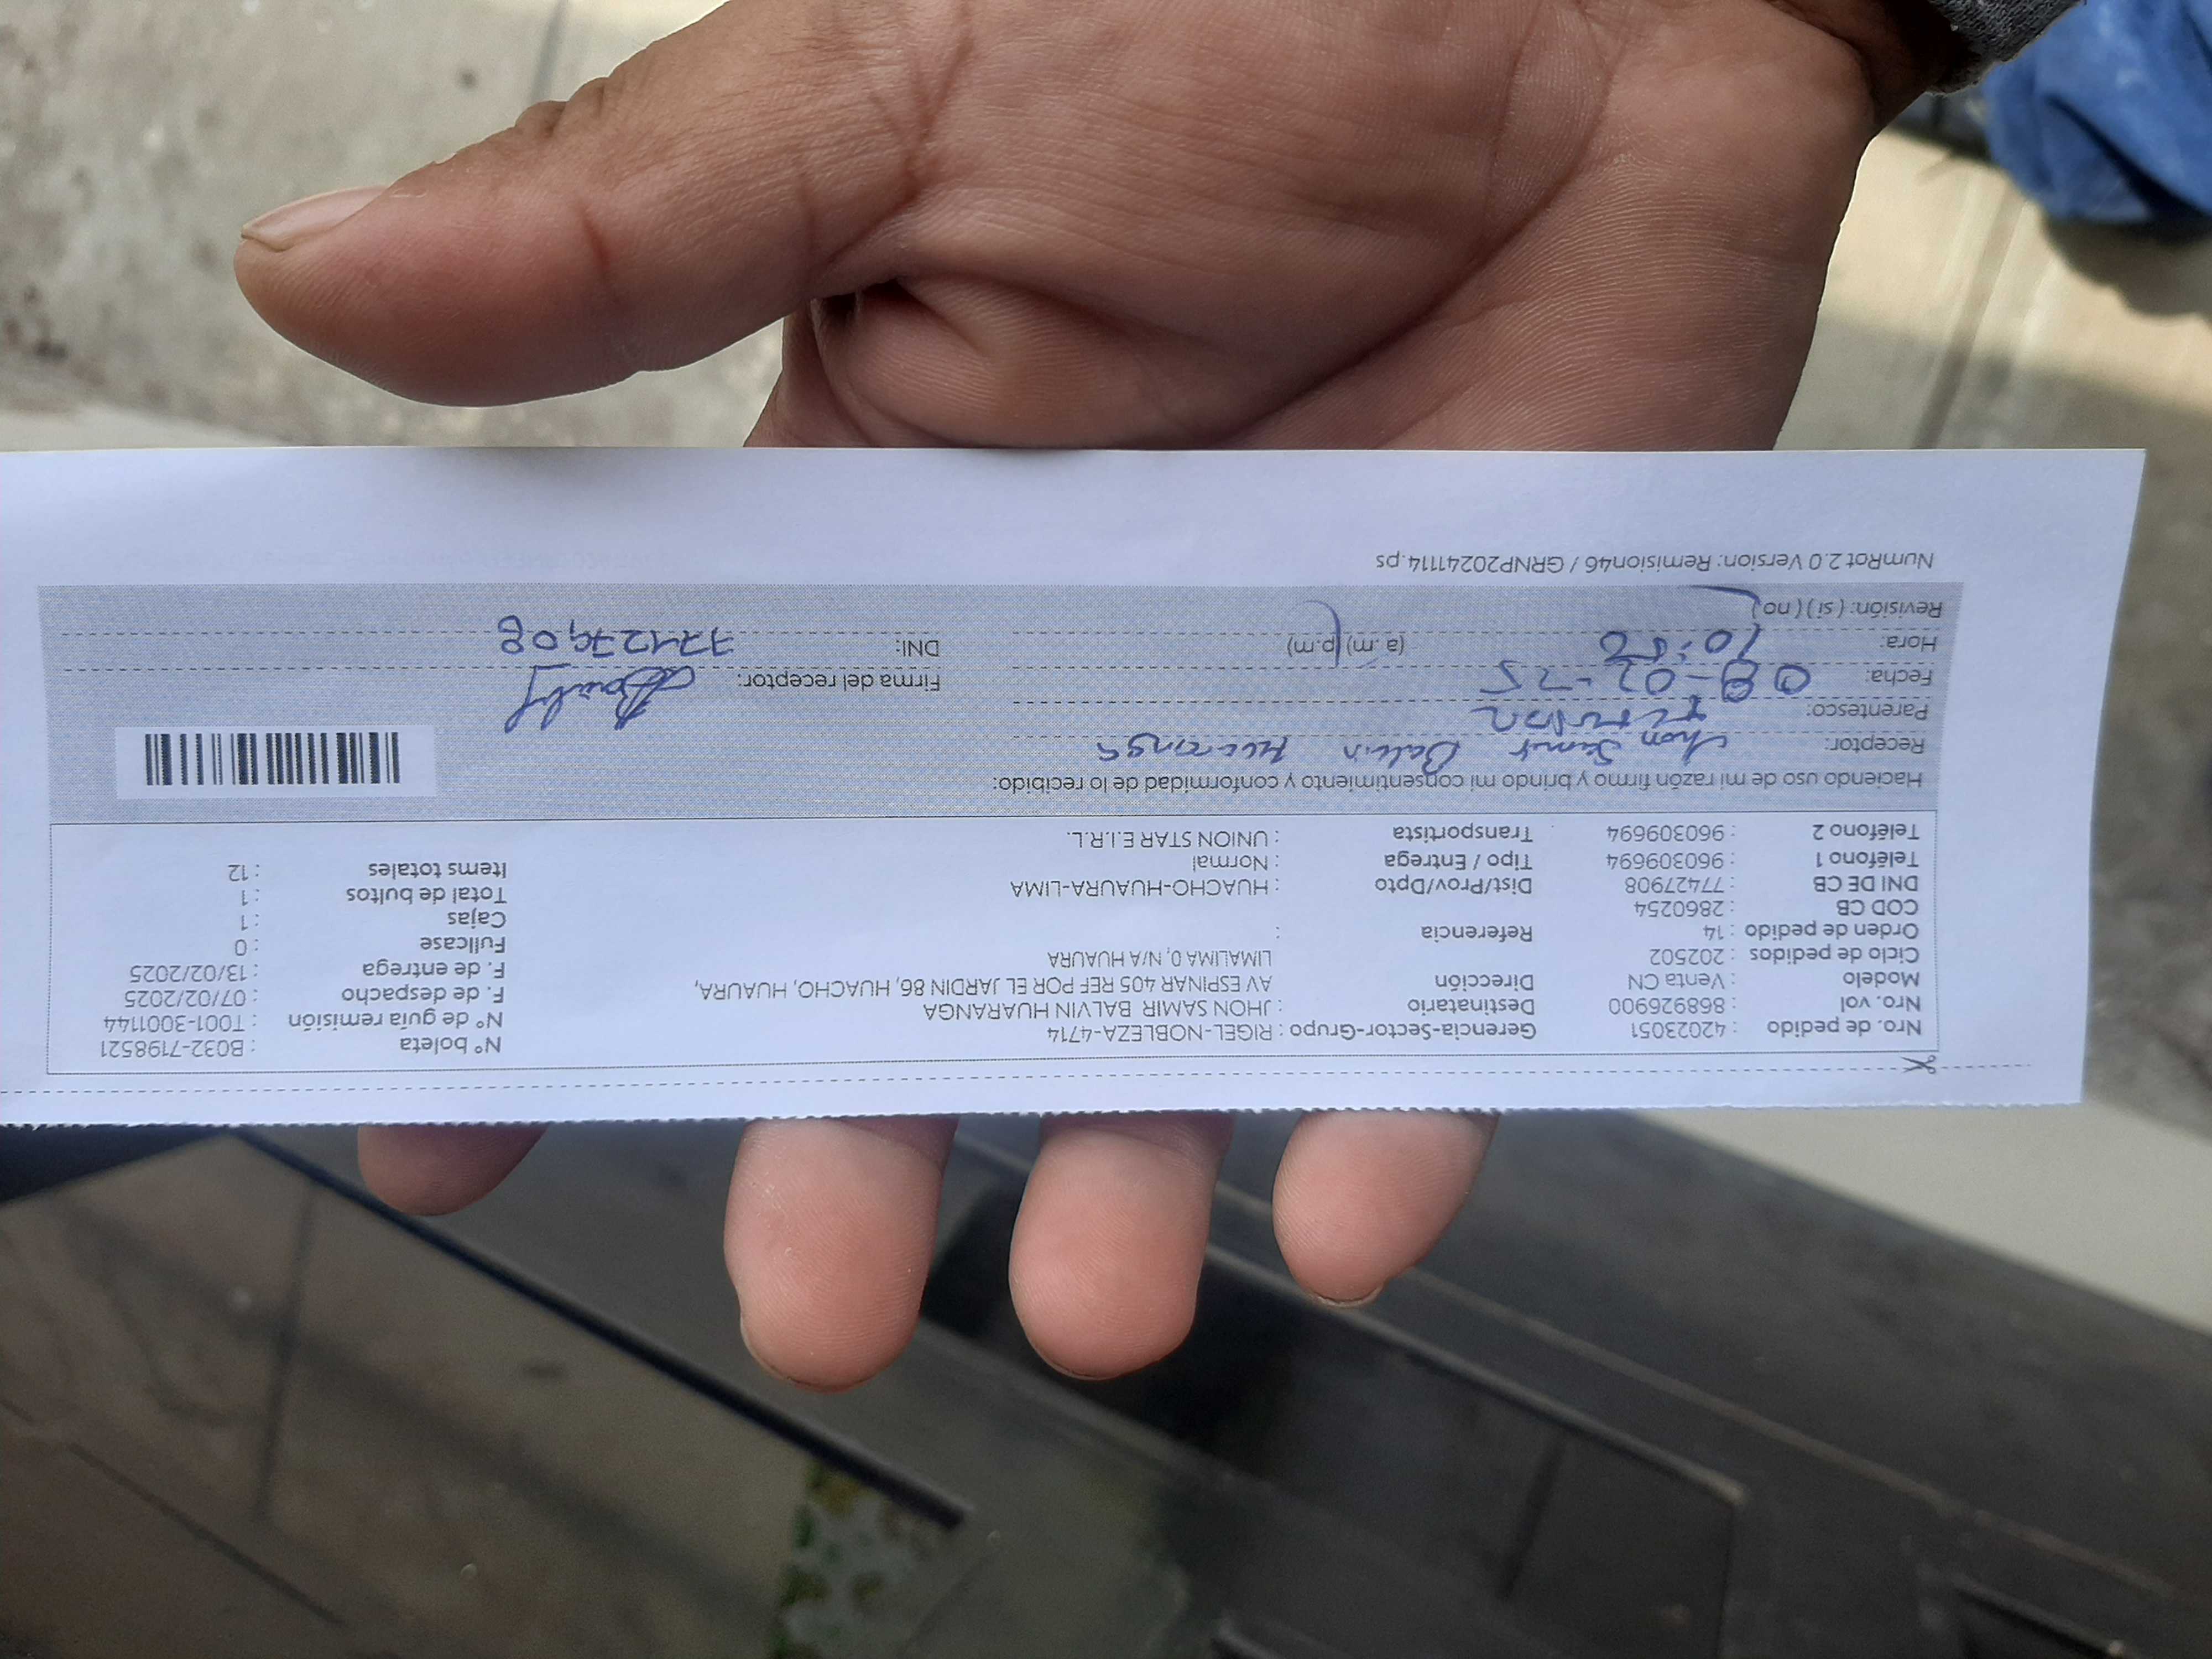 Nro. de pedido : 42023051 Gerencia-Sector-Grupo : RIGEL-NOBLEZA-4714 N° boleta : B032-7198521
Nro. vol : 868926900 Destinatario : JHON SAMIR BALVIN HUARANGA N° de guía remisión : T001-3001144
Modelo : Venta CN Dirección AV ESPINAR 405 REF POR EL JARDIN 86, HUACHO, HUAURA, F. de despacho : 07/02/2025
Ciclo de pedidos : 202502 LIMALIMA 0, N/A HUAURA F. de entrega : 13/02/2025
Orden de pedido : 14 Referencia : Fullcase : 0
COD CB : 2860254 Cajas : 1
DNI DE CB : 77427908 Dist/Prov/Dpto : HUACHO-HUAURA-LIMA Total de bultos : 1
Teléfono 1 : 960309694 Tipo / Entrega : Normal Items totales : 12
Teléfono 2 : 960309694 Transportista : UNION STAR E.I.R.L.
Haciendo uso de mi razón firmo y brindo mi consentimiento y conformidad de lo recibido:
Receptor: Jhon Samir Balvin Huaranga
Parentesco:
Fecha: 08-02-25 Firma del receptor:
Hora: 10:56 (a.m) (p.m) DNI:
Revisión: ( si ) ( no )
NumRot 2.0 Version: Remision46 / GRNP20241114.ps